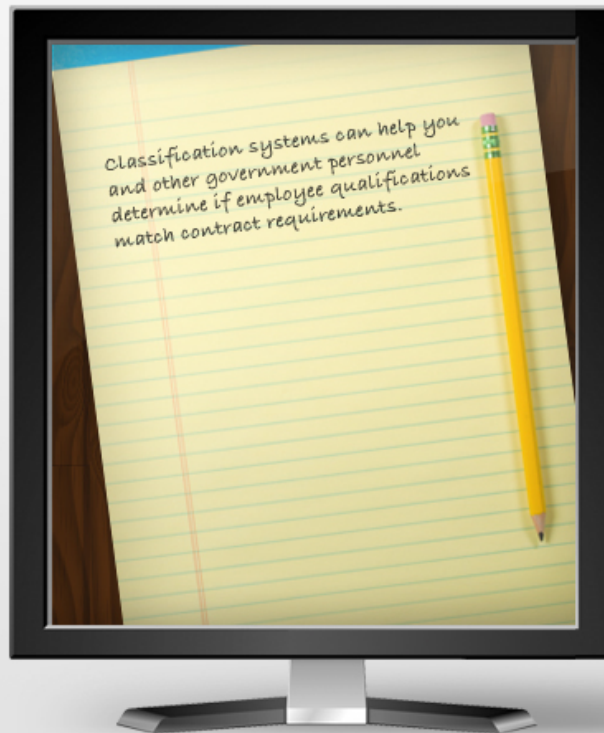 Classification systems can help you
and other government personnel
determine if employee qualifications
match contract requirements.